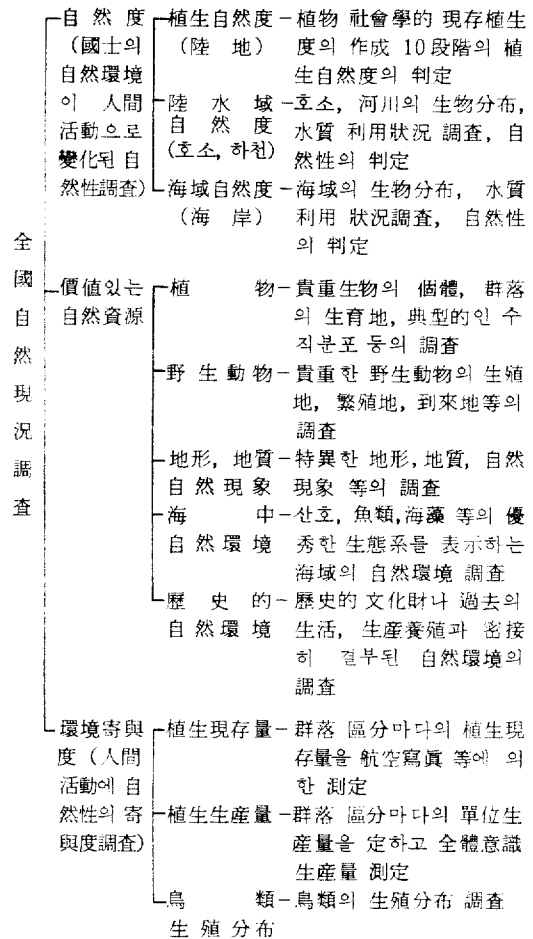 全國自然現況調査
自然度
(國士의
自然環境
이 人間
活動으로
變化된 自
然性調査)
植生自然度
(陸地)
植物 社會學的 現存植生
度의 作成 10段階의 植
生自然度의 判定
陸水域
自然度
(호소, 하천)
호소, 河川의 生物分布,
水質 利用狀況 調査, 自
然性의 判定
海域自然度
(海岸)
海域의 生物分布, 水質
利用 狀況調査, 自然性
의 判定
價値있는
自然資源
植物
貴重生物의 個體, 群落
의 生育地, 典型的인 수
직분포 등의 調査
野生動物
貴重한 野生動物의 生殖
地, 繁殖地, 到來地等의
調査
地形, 地質
自然現象
特異한 地形, 地質, 自然
現象 等의 調査
海中
自然環境
산호, 魚類, 海藻 等의 優
秀한 生態系를 表示하는
海域의 自然環境 調査
歷史的
自然環境
歷史的 文化財나 過去의
生活, 生産養殖과 密接
히 결부된 自然環境의
調査
環境寄與
度 (人間
活動에 自
然性의 寄
與度調査)
植生現存量
群落 區分마다의 植生現
存量을 航空寫眞 等에 의
한 測定
植生生産量
群落 區分마다의 單位生
産量을 定하고 全體意識
生産量 測定
鳥類
生殖分布
鳥類의 生殖分布 調査